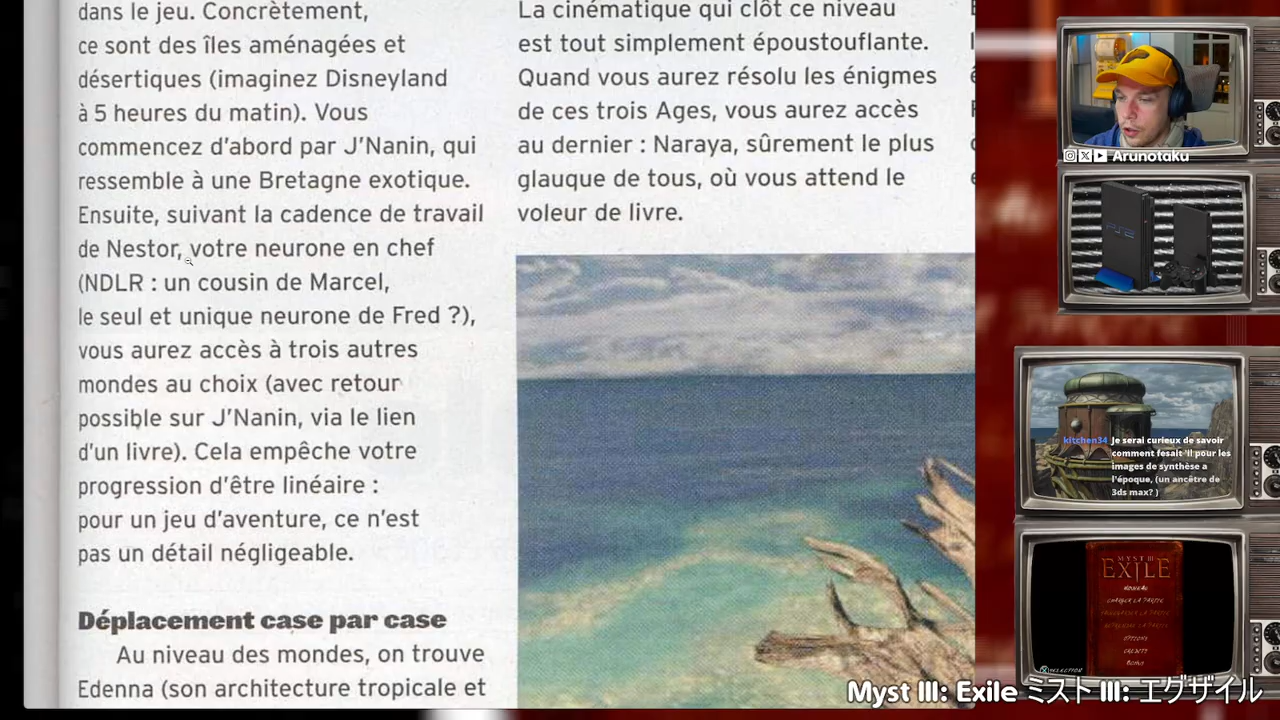 dans le jeu. Concrètement,
ce sont des îles aménagées et
désertiques (imaginez Disneyland
à 5 heures du matin). Vous
commencez d'abord par J'Nanin, qui
ressemble à une Bretagne exotique.
Ensuite, suivant la cadence de travail
de Nestor, votre neurone en chef
(NDLR : un cousin de Marcel,
le seul et unique neurone de Fred ?),
vous aurez accès à trois autres
mondes au choix (avec retour
possible sur J'Nanin, via le lien
d'un livre). Cela empêche votre
progression d'être linéaire :
pour un jeu d'aventure, ce n'est
pas un détail négligeable.
Déplacement case par case
Au niveau des mondes, on trouve
Edenna (son architecture tropicale et
La cinématique qui clôt ce niveau
est tout simplement époustouflante.
Quand vous aurez résolu les énigmes
de ces trois Ages, vous aurez accès
au dernier : Naraya, sûrement le plus
glauque de tous, où vous attend le
voleur de livre.
Arunotaku
PS2
kitchen34 Je serai curieux de savoir
comment fesait 'il pour les
images de synthèse a
l'époque, (un ancêtre de
3ds max? )
MYST III
EXILE
NOUVEAU
CHARGER LA PARTIE
OPTIONS
CREDITS
BONUS
SELECTION
Myst III: Exile ミスト III: エグザイル